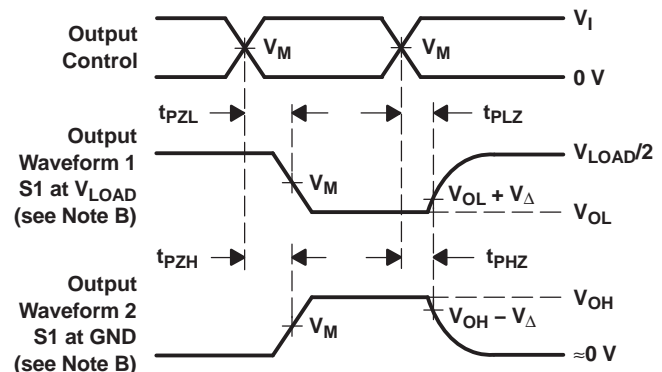 Output
Control
V_I
V_M
V_M
0 V
t_PZL
t_PLZ
Output
Waveform 1
S1 at V_LOAD
(see Note B)
V_LOAD/2
V_M
V_OL + V_Δ
V_OL
t_PZH
t_PHZ
Output
Waveform 2
S1 at GND
(see Note B)
V_OH
V_M
V_OH − V_Δ
≈0 V